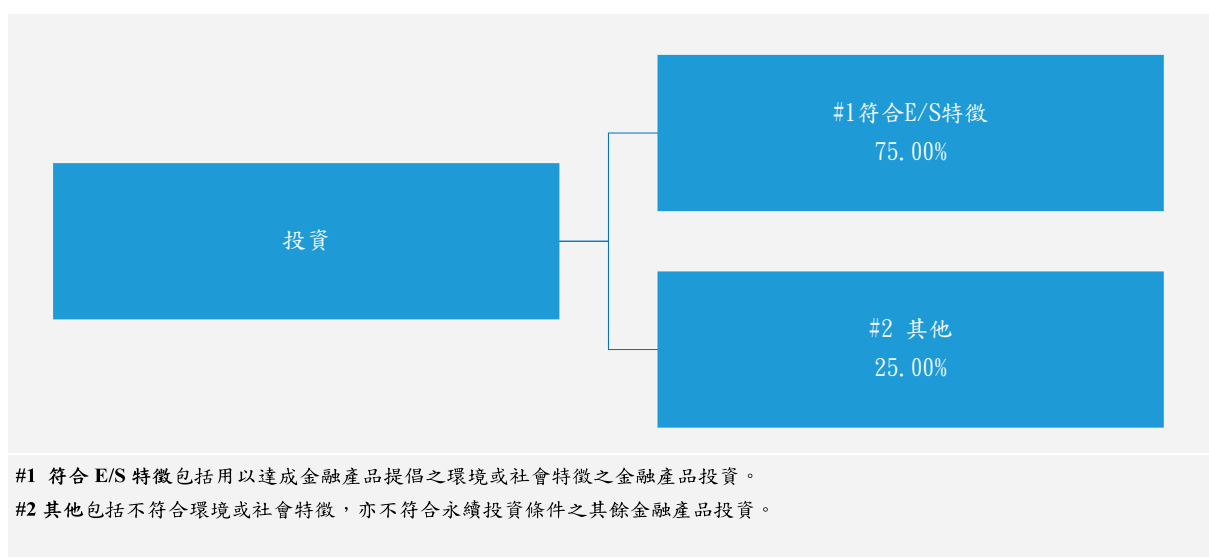 #1符合E/S特徵
75.00%
投資
#2 其他
25.00%
#1 符合 E/S 特徵包括用以達成金融產品提倡之環境或社會特徵之金融產品投資。
#2 其他包括不符合環境或社會特徵，亦不符合永續投資條件之其餘金融產品投資。